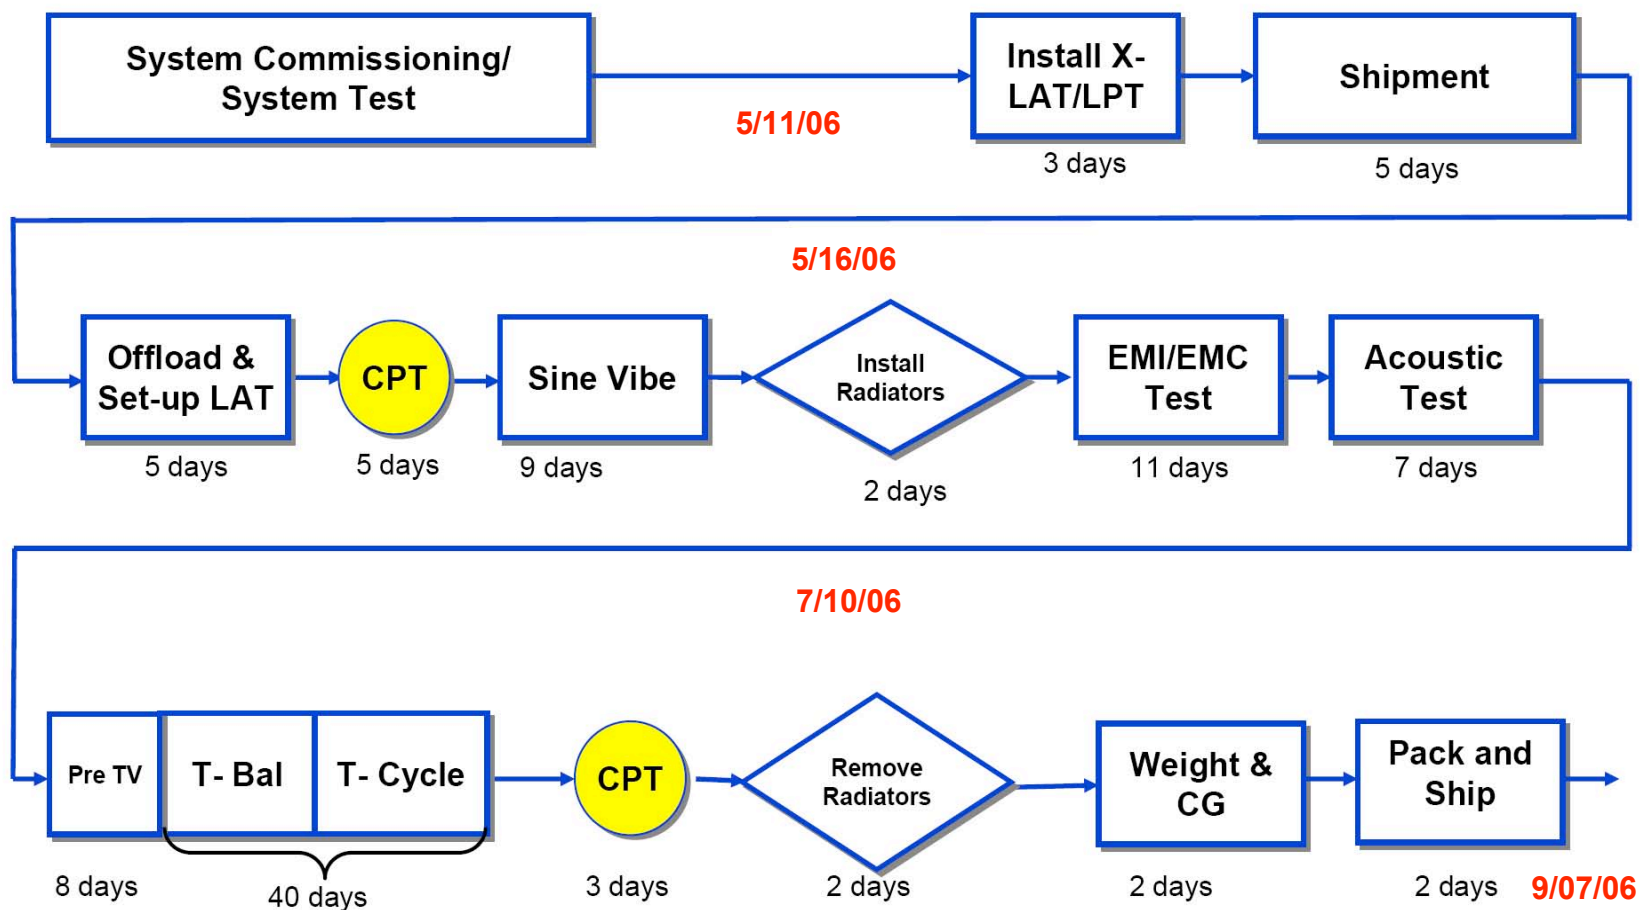 System Commissioning/
System Test
5/11/06
Install X-
LAT/LPT
3 days
Shipment
5 days
5/16/06
Offload &
Set-up LAT
5 days
CPT
5 days
Sine Vibe
9 days
Install
Radiators
2 days
EMI/EMC
Test
11 days
Acoustic
Test
7 days
7/10/06
Pre TV
8 days
T- Bal
T- Cycle
40 days
CPT
3 days
Remove
Radiators
2 days
Weight &
CG
2 days
Pack and
Ship
2 days
9/07/06